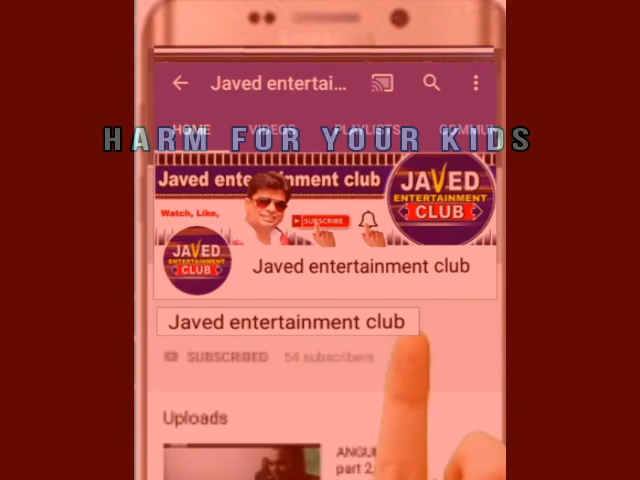 Javed entertai...
HOME VIDEOS PLAYLISTS COMMUN
HARM FOR YOUR KIDS
Javed entertainment club
JAVED
ENTERTAINMENT
CLUB
Watch, Like,
SUBSCRIBE
JAVED
ENTERTAINMENT
CLUB
Javed entertainment club
Javed entertainment club
SUBSCRIBED 54 subscribers
Uploads
part 2,